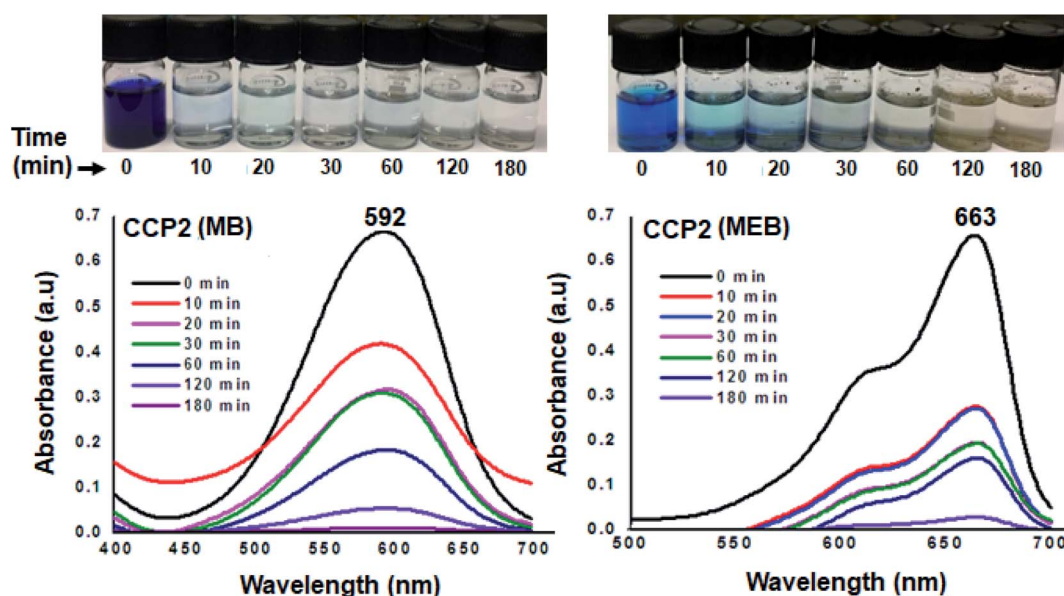 Time
(min)
0 10 20 30 60 120 180
0 10 20 30 60 120 180
CCP2 (MB)
592
0 min
10 min
20 min
30 min
60 min
120 min
180 min
Absorbance (a.u)
0.7
0.6
0.5
0.4
0.3
0.2
0.1
0.0
400 450 500 550 600 650 700
Wavelength (nm)
CCP2 (MEB)
663
0 min
10 min
20 min
30 min
60 min
120 min
180 min
Absorbance (a.u)
0.7
0.6
0.5
0.4
0.3
0.2
0.1
0.0
500 550 600 650 700
Wavelength (nm)